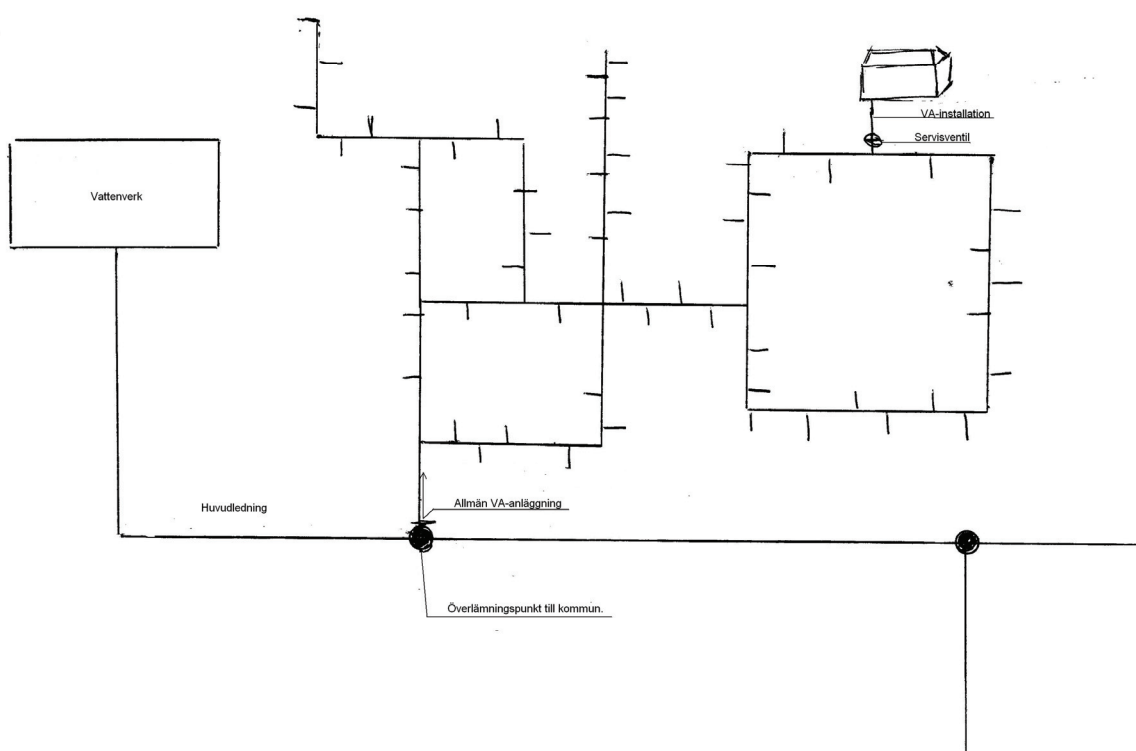 VA-installation
Servisventil
Vattenverk
Huvudledning
Allmän VA-anläggning
Överlämningspunkt till kommun.